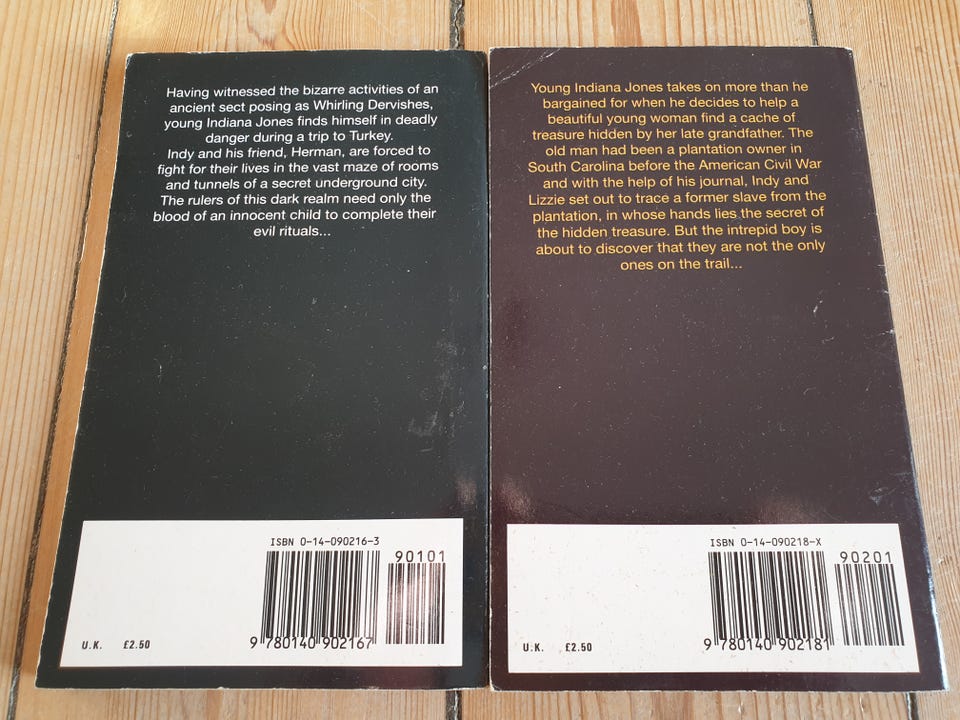 Having witnessed the bizarre activities of an
ancient sect posing as Whirling Dervishes,
young Indiana Jones finds himself in deadly
danger during a trip to Turkey.
Indy and his friend, Herman, are forced to
fight for their lives in the vast maze of rooms
and tunnels of a secret underground city.
The rulers of this dark realm need only the
blood of an innocent child to complete their
evil rituals...
ISBN 0-14-090216-3
90101
9 780140 902167
U.K. £2.50
Young Indiana Jones takes on more than he
bargained for when he decides to help a
beautiful young woman find a cache of
treasure hidden by her late grandfather. The
old man had been a plantation owner in
South Carolina before the American Civil War
and with the help of his journal, Indy and
Lizzie set out to trace a former slave from the
plantation, in whose hands lies the secret of
the hidden treasure. But the intrepid boy is
about to discover that they are not the only
ones on the trail...
ISBN 0-14-090218-X
90201
9 780140 902181
U.K. £2.50